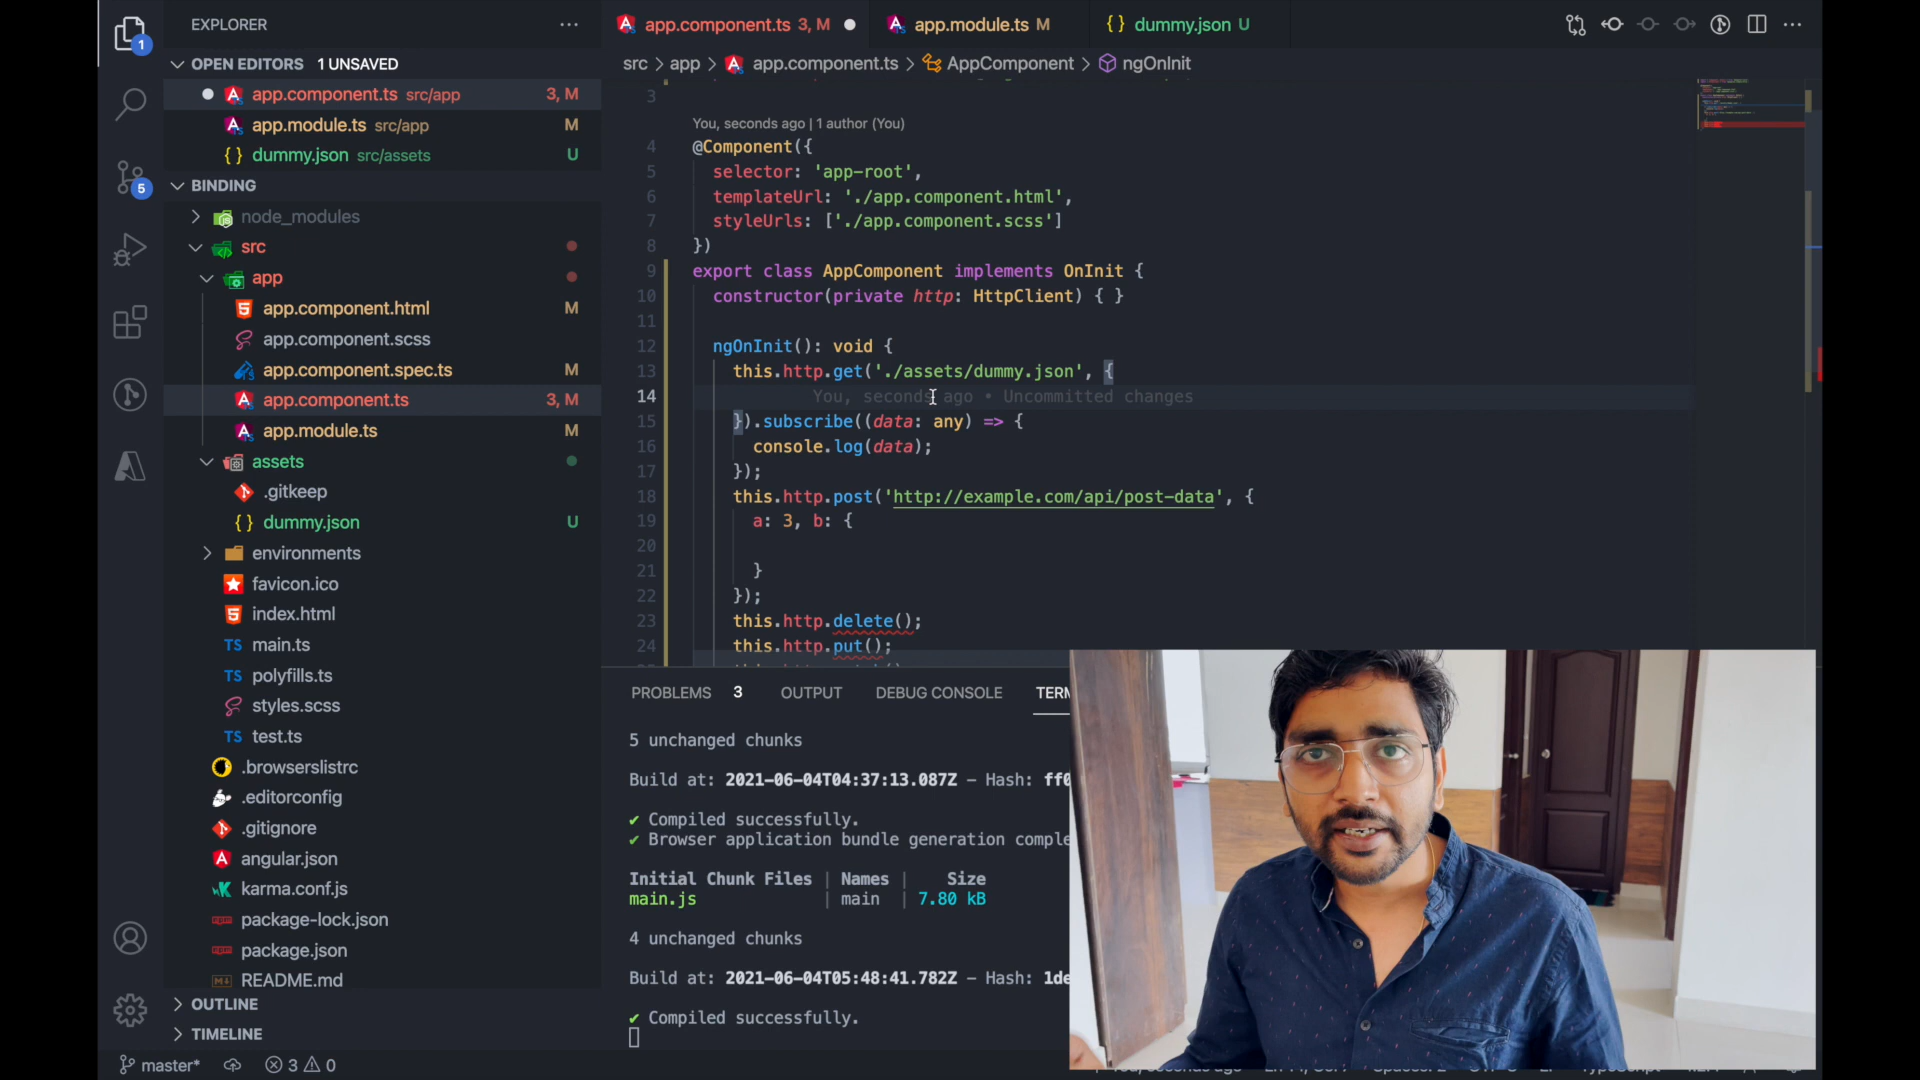 EXPLORER
OPEN EDITORS 1 UNSAVED
app.component.ts src/app 3, M
app.module.ts src/app M
dummy.json src/assets U
BINDING
node_modules
src
app
app.component.html M
app.component.scss
app.component.spec.ts M
app.component.ts 3, M
app.module.ts M
assets
.gitkeep
dummy.json U
environments
favicon.ico
index.html
main.ts
polyfills.ts
styles.scss
test.ts
.browserslistrc
.editorconfig
.gitignore
angular.json
karma.conf.js
package-lock.json
package.json
README.md
OUTLINE
TIMELINE
1
5
app.component.ts 3, M
app.module.ts M
dummy.json U
src > app > app.component.ts > AppComponent > ngOnInit
3
You, seconds ago | 1 author (You)
4 @Component({
5 selector: 'app-root',
6 templateUrl: './app.component.html',
7 styleUrls: ['./app.component.scss']
8 })
9 export class AppComponent implements OnInit {
10 constructor(private http: HttpClient) { }
11
12 ngOnInit(): void {
13 this.http.get('./assets/dummy.json', {
14 You, seconds ago • Uncommitted changes
15 }).subscribe((data: any) => {
16 console.log(data);
17 });
18 this.http.post('http://example.com/api/post-data', {
19 a: 3, b: {
20
21 }
22 });
23 this.http.delete();
24 this.http.put();
PROBLEMS 3 OUTPUT DEBUG CONSOLE TERM
5 unchanged chunks
Build at: 2021-06-04T04:37:13.087Z - Hash: ff0
✔ Compiled successfully.
✔ Browser application bundle generation comple
Initial Chunk Files | Names | Size
main.js | main | 7.80 kB
4 unchanged chunks
Build at: 2021-06-04T05:48:41.782Z - Hash: 1de
✔ Compiled successfully.
master* 3 0